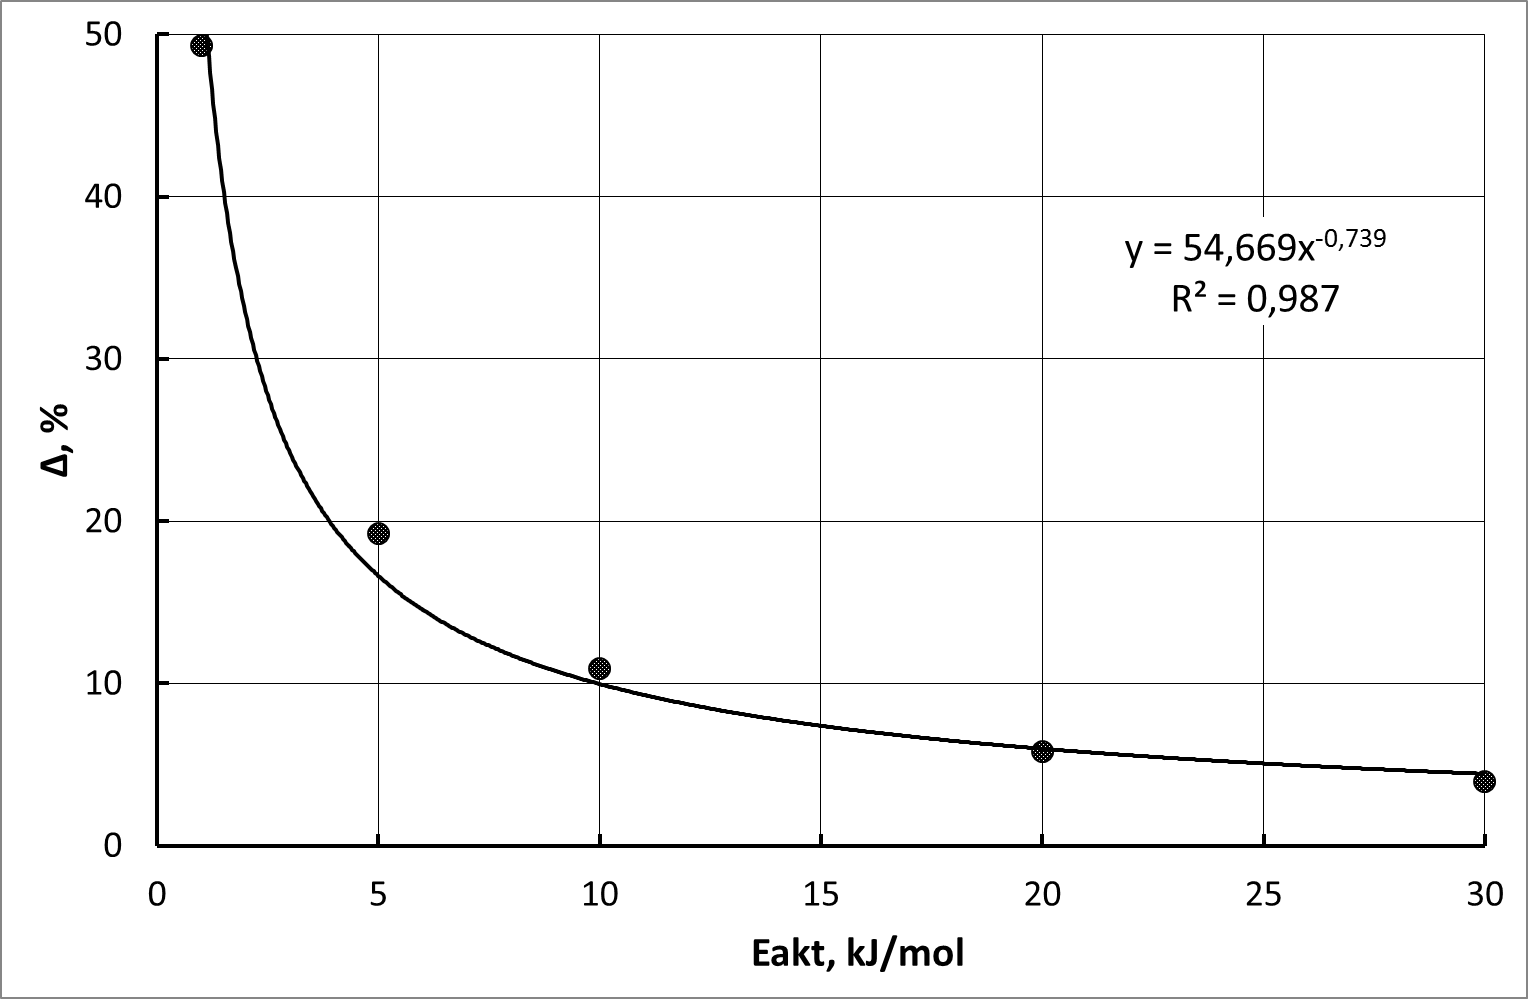 50
40
30
20
10
0
Δ, %
y = 54,669x⁻⁰,⁷³⁹
R² = 0,987
0 5 10 15 20 25 30
Eakt, kJ/mol